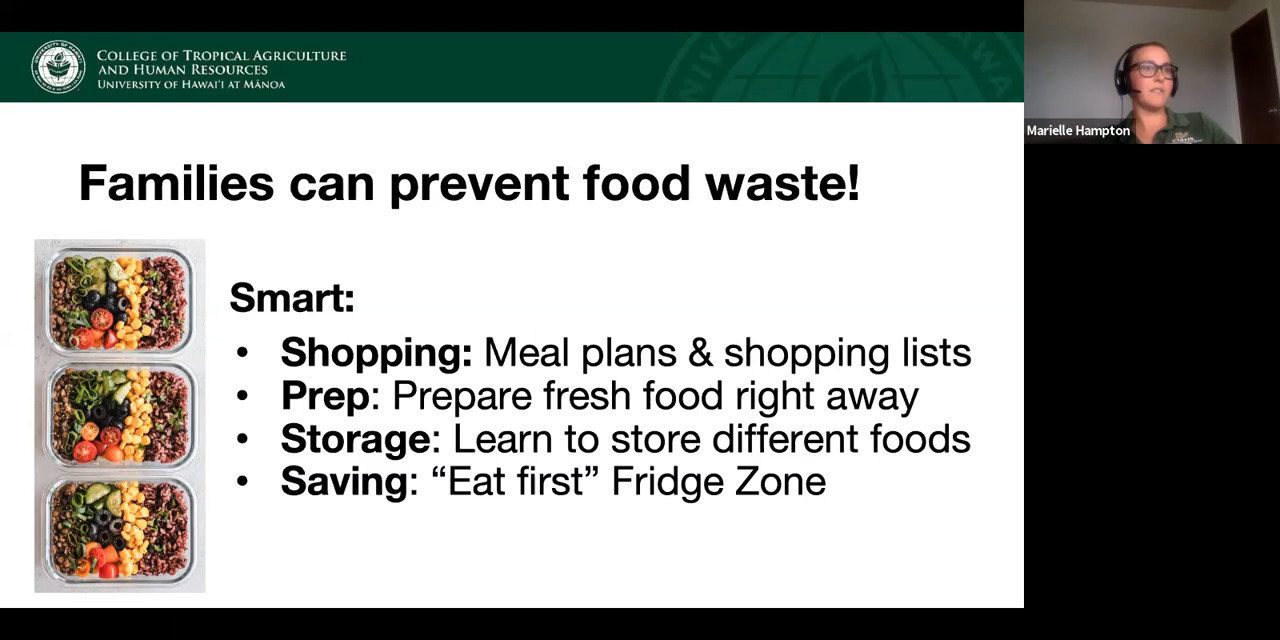 COLLEGE OF TROPICAL AGRICULTURE
AND HUMAN RESOURCES
UNIVERSITY OF HAWAI‘I AT MĀNOA
Marielle Hampton
Families can prevent food waste!
Smart:
• Shopping: Meal plans & shopping lists
• Prep: Prepare fresh food right away
• Storage: Learn to store different foods
• Saving: “Eat first” Fridge Zone